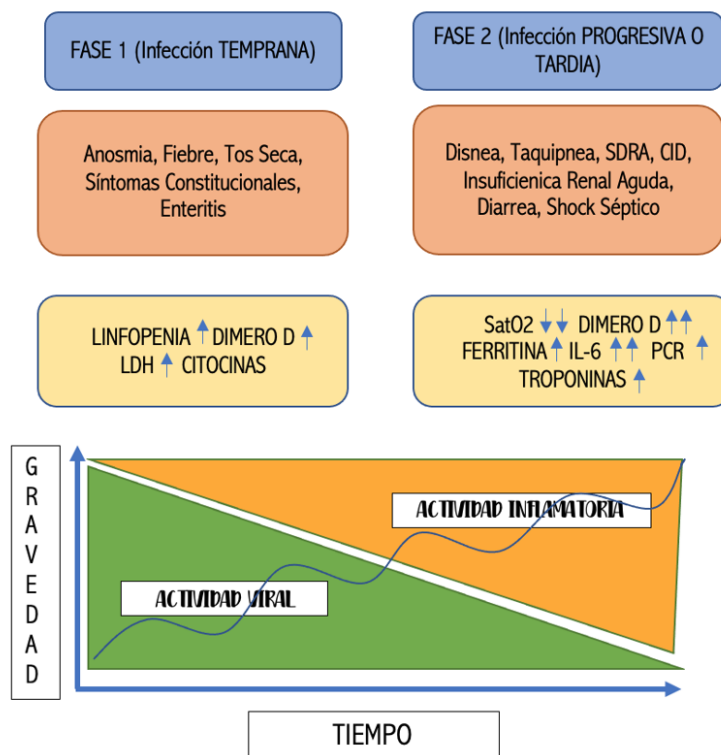 FASE 1 (Infección TEMPRANA)
FASE 2 (Infección PROGRESIVA O
TARDIA)
Anosmia, Fiebre, Tos Seca,
Síntomas Constitucionales,
Enteritis
Disnea, Taquipnea, SDRA, CID,
Insuficienica Renal Aguda,
Diarrea, Shock Séptico
LINFOPENIA ↑ DIMERO D ↑
LDH ↑ CITOCINAS
SatO2 ↓↓ DIMERO D ↑↑
FERRITINA ↑ IL-6 ↑↑ PCR ↑
TROPONINAS ↑
GRAVEDAD
ACTIVIDAD INFLAMATORIA
ACTIVIDAD VIRAL
TIEMPO